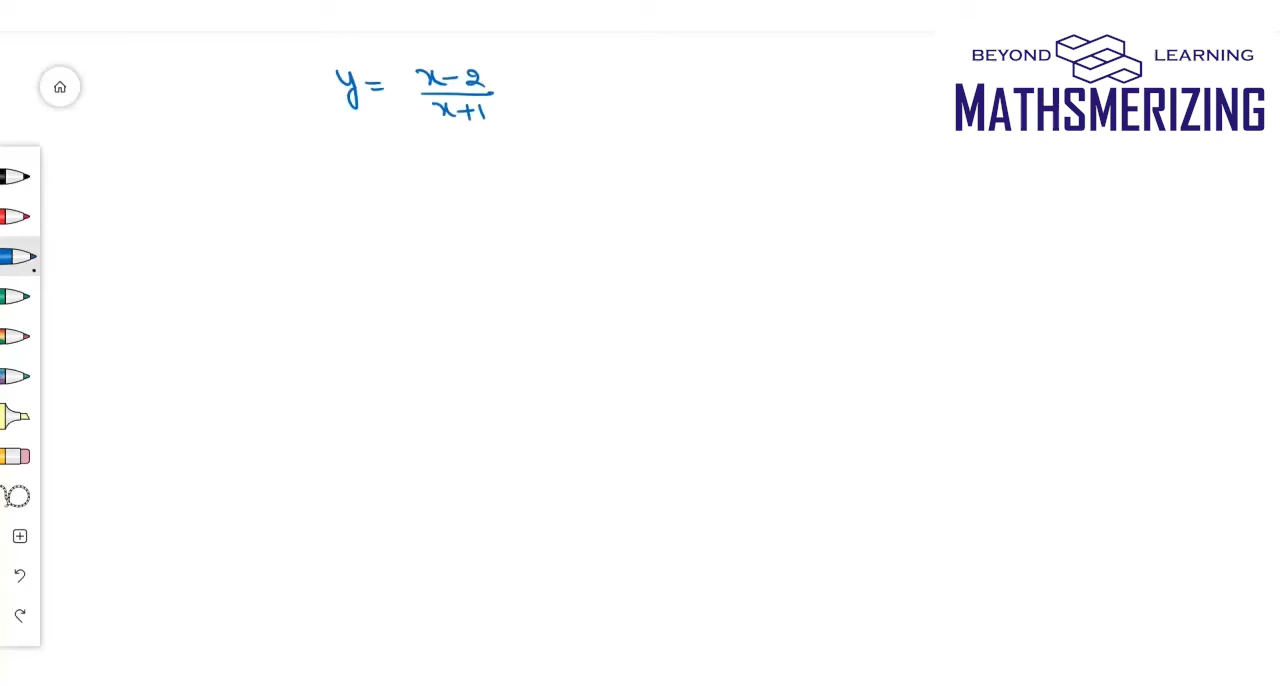 BEYOND LEARNING
MATHSMERIZING
y = x-2
x+1